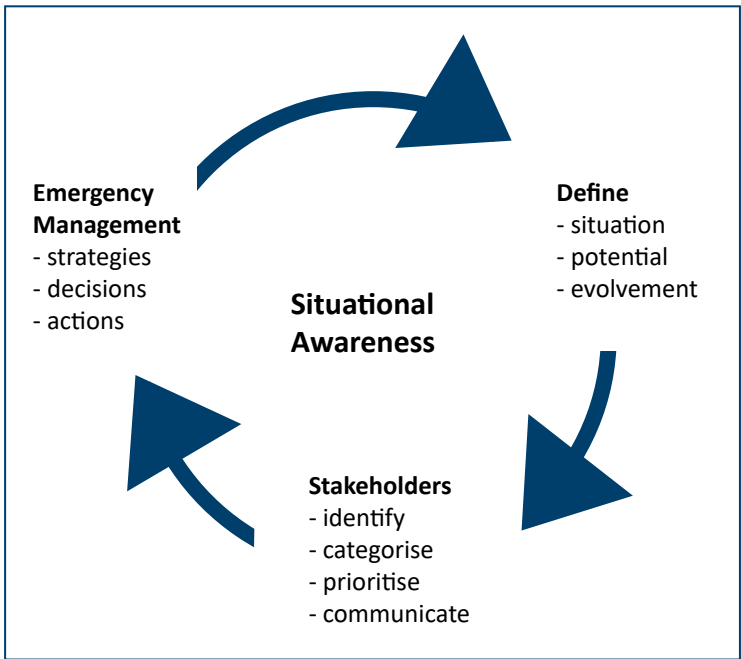 Emergency
Management
- strategies
- decisions
- actions
Define
- situation
- potential
- evolvement
Situational
Awareness
Stakeholders
- identify
- categorise
- prioritise
- communicate